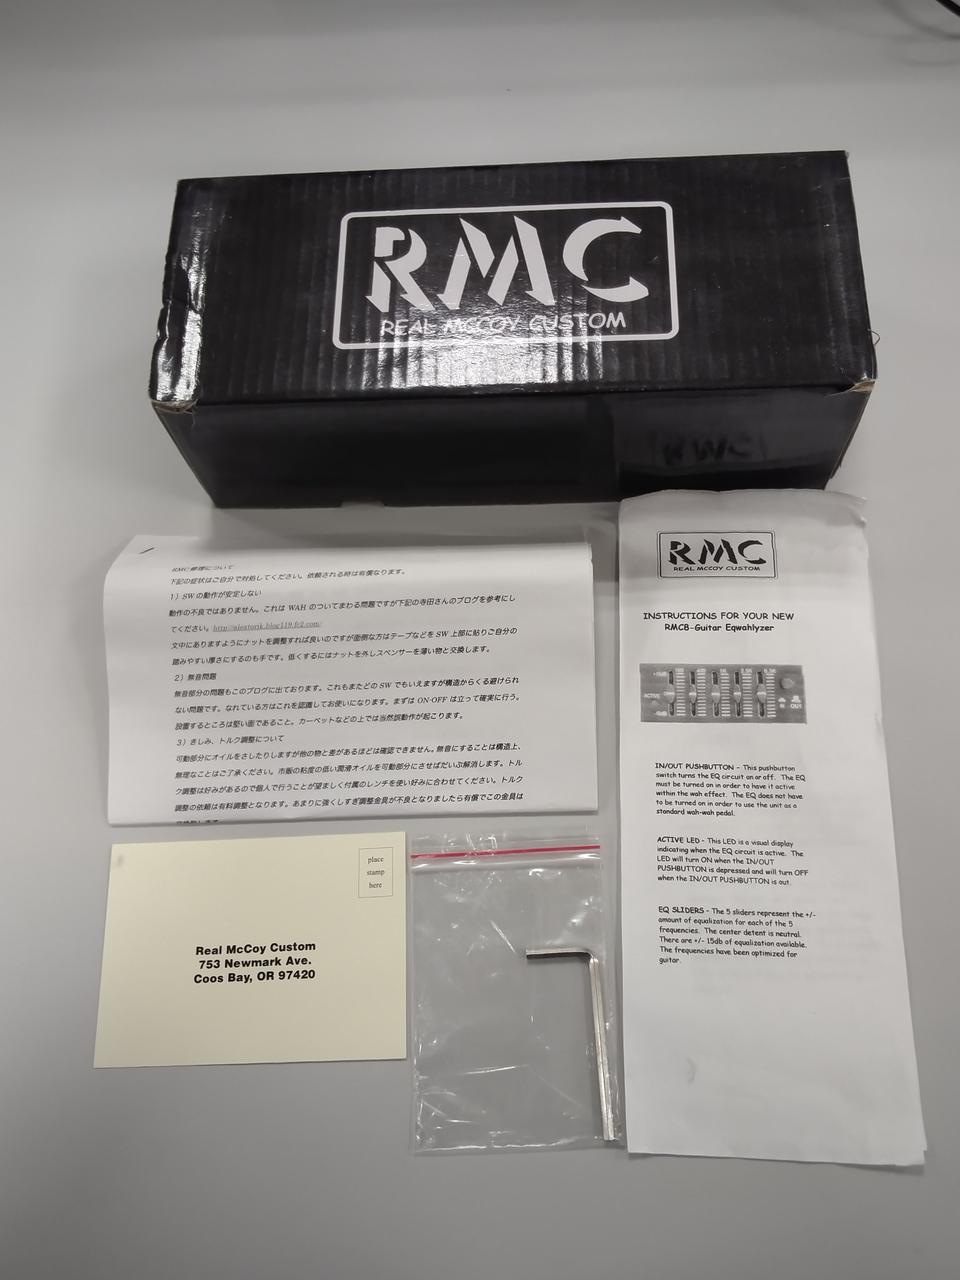 RMC
REAL McCOY CUSTOM
RMC
RMC修理について
下記の症状はご自分で対処してください。依頼される時は有償なります。
1）SWの動作が安定しない
動作の不良ではありません。これは WAH のついてまわる問題ですが下記の寺田さんのブログを参考にし
てください。http://aleatorik.blog119.fc2.com/
文中にありますようにナットを調整すれば良いのですが面倒な方はテープなどを SW 上部に貼りご自分の
踏みやすい厚さにするのも手です。低くするにはナットを外しスペンサーを薄い物と交換します。
2）無音問題
無音部分の問題もこのブログに出ております。これもまたどの SW でもいえますが構造からくる避けられ
ない問題です。なれている方はこれを認識してお使いになります。まずは ON-OFF は立って確実に行う。
設置するところは堅い面であること。カーペットなどの上では当然誤動作が起こります。
3）きしみ、トルク調整について
可動部分にオイルをさしたりしますが他の物と差があるほどは確認できません。無音にすることは構造上、
無理なことはご了承ください。市販の粘度の低い潤滑オイルを可動部分にさせばだいぶ解消します。トル
ク調整は好みがあるので個人で行うことが望ましく付属のレンチを使い好みに合わせてください。トルク
調整の依頼は有料調整となります。あまりに強くしすぎ調整金具が不良となりましたら有償でこの金具は
RMC
REAL McCOY CUSTOM
INSTRUCTIONS FOR YOUR NEW
RMC8-Guitar Eqwahlyzer
ACTIVE
IN
OUT
IN/OUT PUSHBUTTON - This pushbutton
switch turns the EQ circuit on or off. The EQ
must be turned on in order to have it active
within the wah effect. The EQ does not have
to be turned on in order to use the unit as a
standard wah-wah pedal.
ACTIVE LED - This LED is a visual display
indicating when the EQ circuit is active. The
LED will turn ON when the IN/OUT
PUSHBUTTON is depressed and will turn OFF
when the IN/OUT PUSHBUTTON is out.
EQ SLIDERS - The 5 sliders represent the +/-
amount of equalization for each of the 5
frequencies. The center detent is neutral.
There are +/- 15db of equalization available.
The frequencies have been optimized for
guitar.
place
stamp
here
Real McCoy Custom
753 Newmark Ave.
Coos Bay, OR 97420